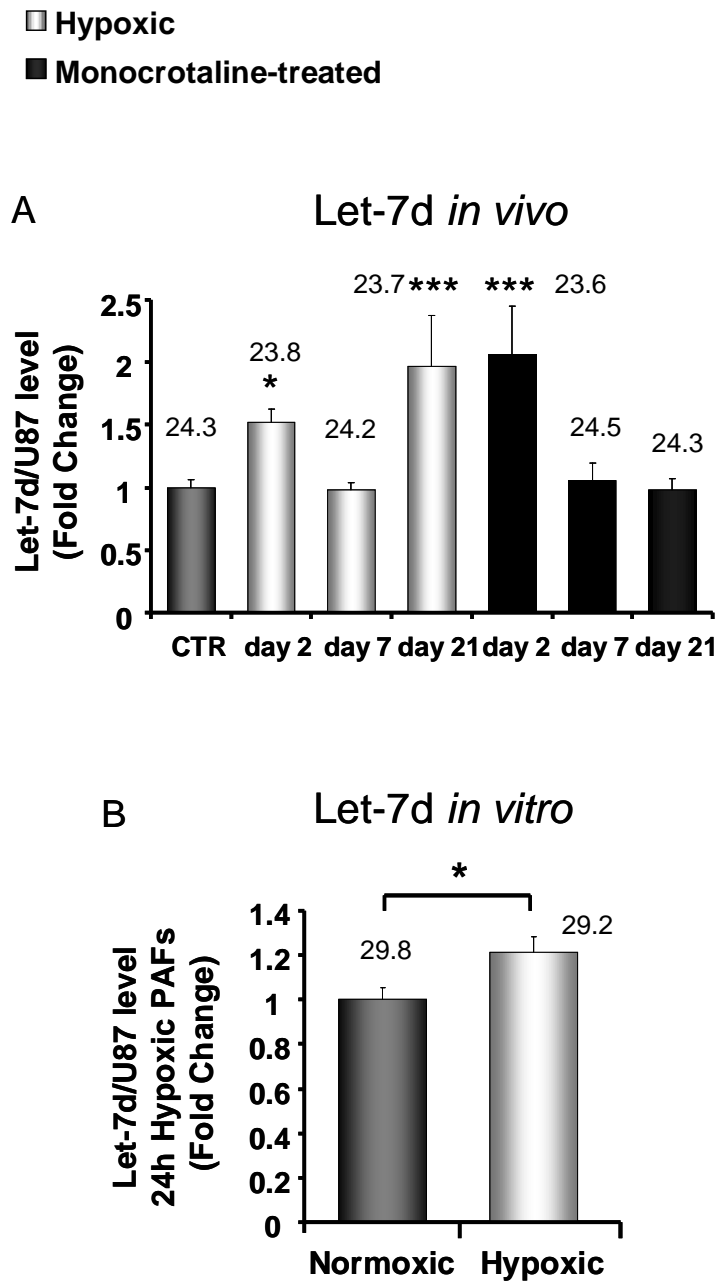 Hypoxic
Monocrotaline-treated
A
Let-7d in vivo
23.7 *** *** 23.6
2.5
23.8
2
*
24.3 24.2 24.5 24.3
1.5
1
0.5
0
Let-7d/U87 level
(Fold Change)
CTR day 2 day 7 day 21 day 2 day 7 day 21
B
Let-7d in vitro
*
1.4
29.8 29.2
1.2
1
0.8
0.6
0.4
0.2
0
Let-7d/U87 level
24h Hypoxic PAFs
(Fold Change)
Normoxic Hypoxic